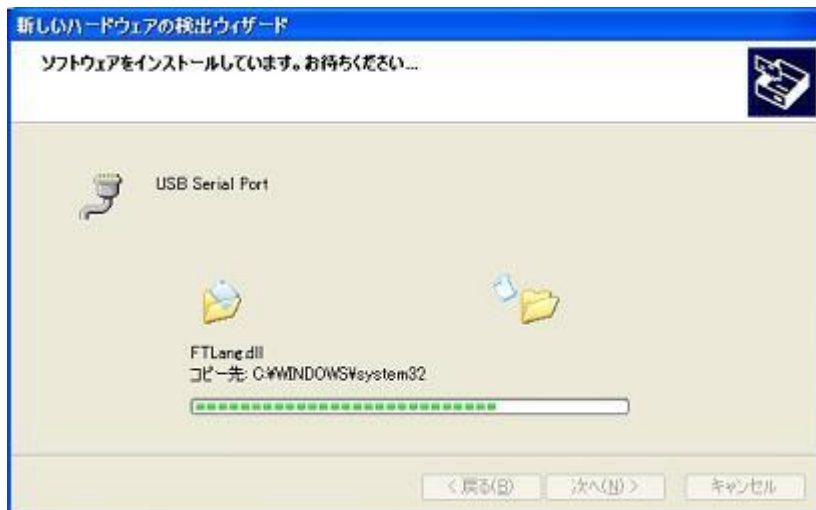 新しいハードウェアの検出ウィザード
ソフトウェアをインストールしています。お待ちください...
USB Serial Port
FTLang.dll
コピー先: C:¥WINDOWS¥system32
< 戻る(B)
次へ(N) >
キャンセル